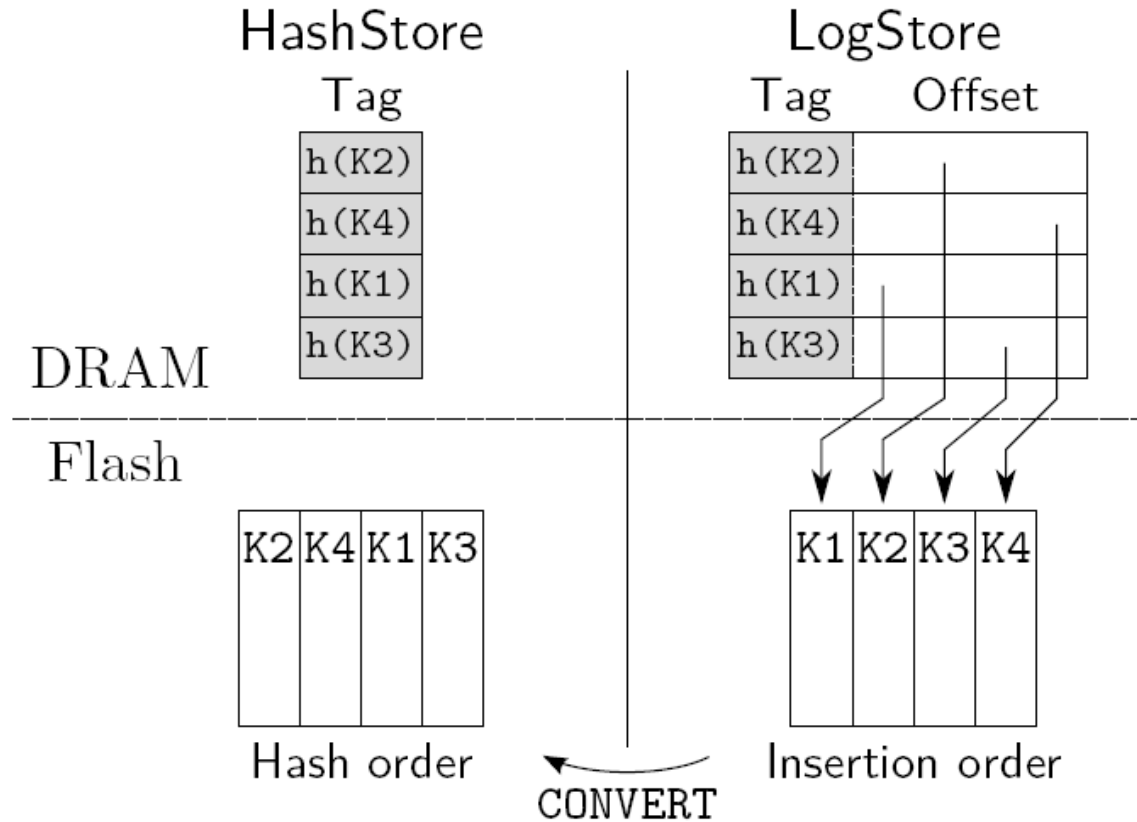 HashStore
LogStore
Tag
Tag Offset
h(K2)
h(K4)
h(K1)
h(K3)
h(K2)
h(K4)
h(K1)
h(K3)
DRAM
Flash
K2 K4 K1 K3
K1 K2 K3 K4
Hash order
Insertion order
CONVERT